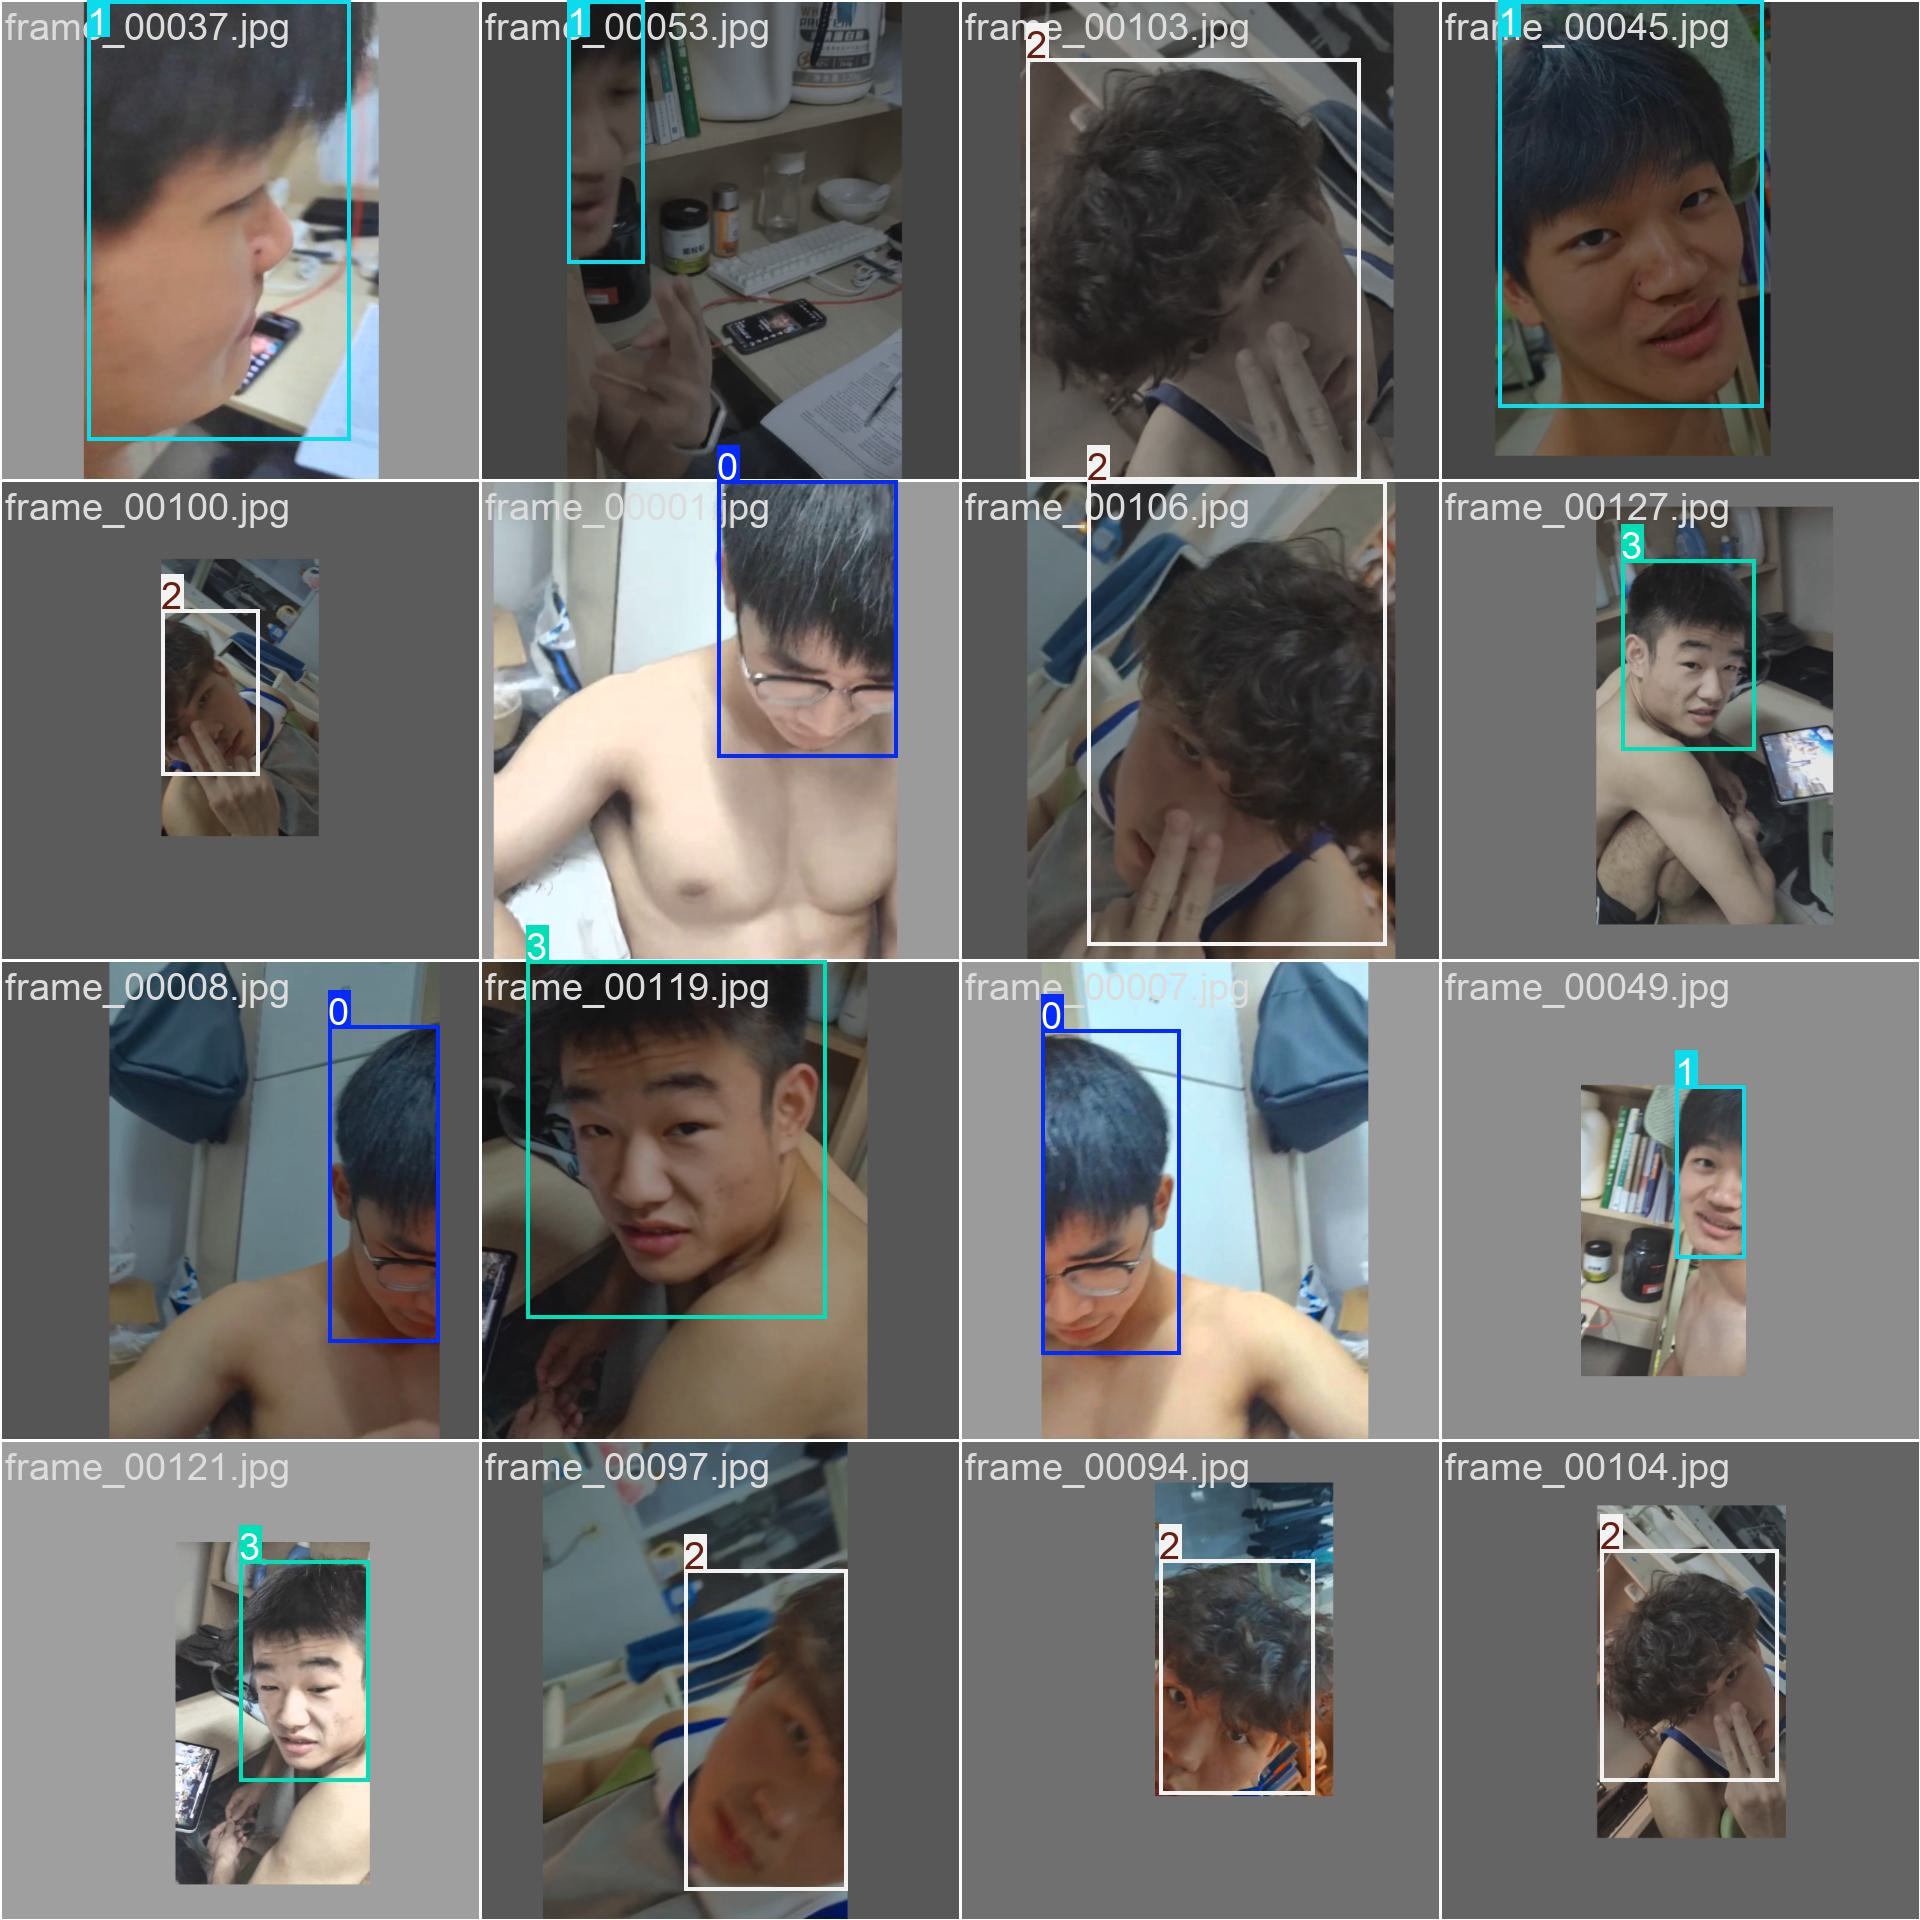 frame_00037.jpg
1
frame_00053.jpg
1
WHEY
PROTEIN
frame_00103.jpg
2
frame_00045.jpg
1
frame_00100.jpg
2
frame_00001.jpg
0
frame_00106.jpg
2
frame_00127.jpg
3
frame_00008.jpg
0
frame_00119.jpg
3
frame_00007.jpg
0
frame_00049.jpg
1
frame_00121.jpg
3
frame_00097.jpg
2
frame_00094.jpg
2
frame_00104.jpg
2